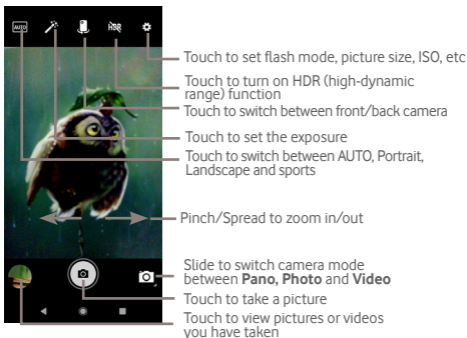 AUTO
HDR
Touch to set flash mode, picture size, ISO, etc
Touch to turn on HDR (high-dynamic
range) function
Touch to switch between front/back camera
Touch to set the exposure
Touch to switch between AUTO, Portrait,
Landscape and sports
Pinch/Spread to zoom in/out
Slide to switch camera mode
between Pano, Photo and Video
Touch to take a picture
Touch to view pictures or videos
you have taken